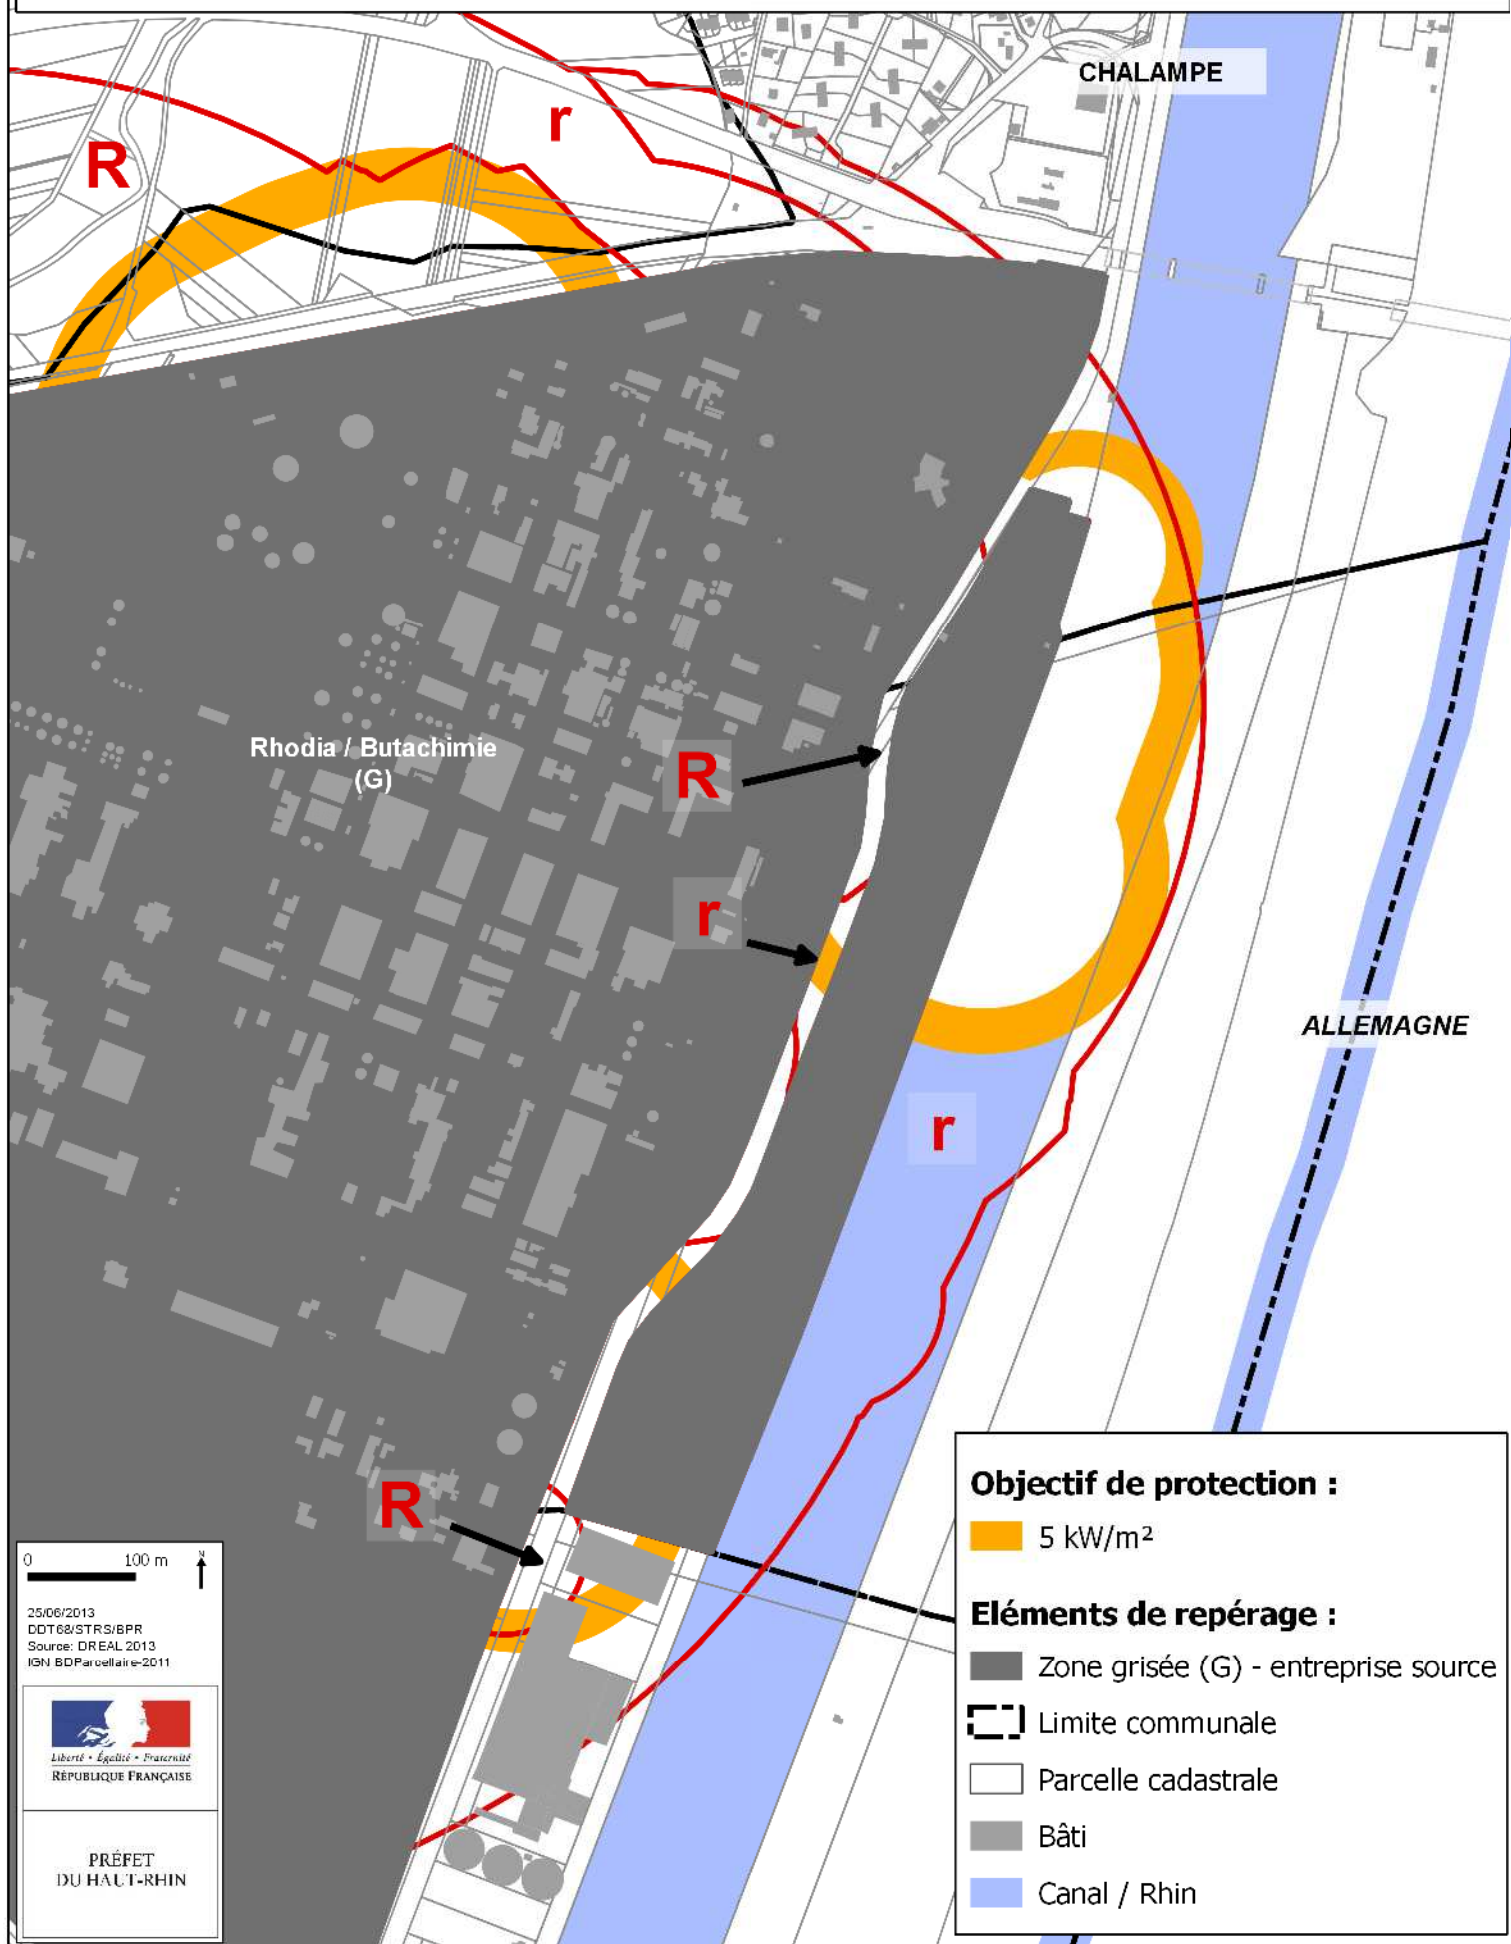 CHALAMPE
r
R
Rhodia / Butachimie
(G)
R
r
ALLEMAGNE
r
R
Objectif de protection :
5 kW/m²
Eléments de repérage :
Zone grisée (G) - entreprise source
Limite communale
Parcelle cadastrale
Bâti
Canal / Rhin
0 100 m
N
25/06/2013
DDT68/STRS/BPR
Source: DREAL 2013
IGN BDParcellaire-2011
Liberté • Égalité • Fraternité
RÉPUBLIQUE FRANÇAISE
PRÉFET
DU HAUT-RHIN